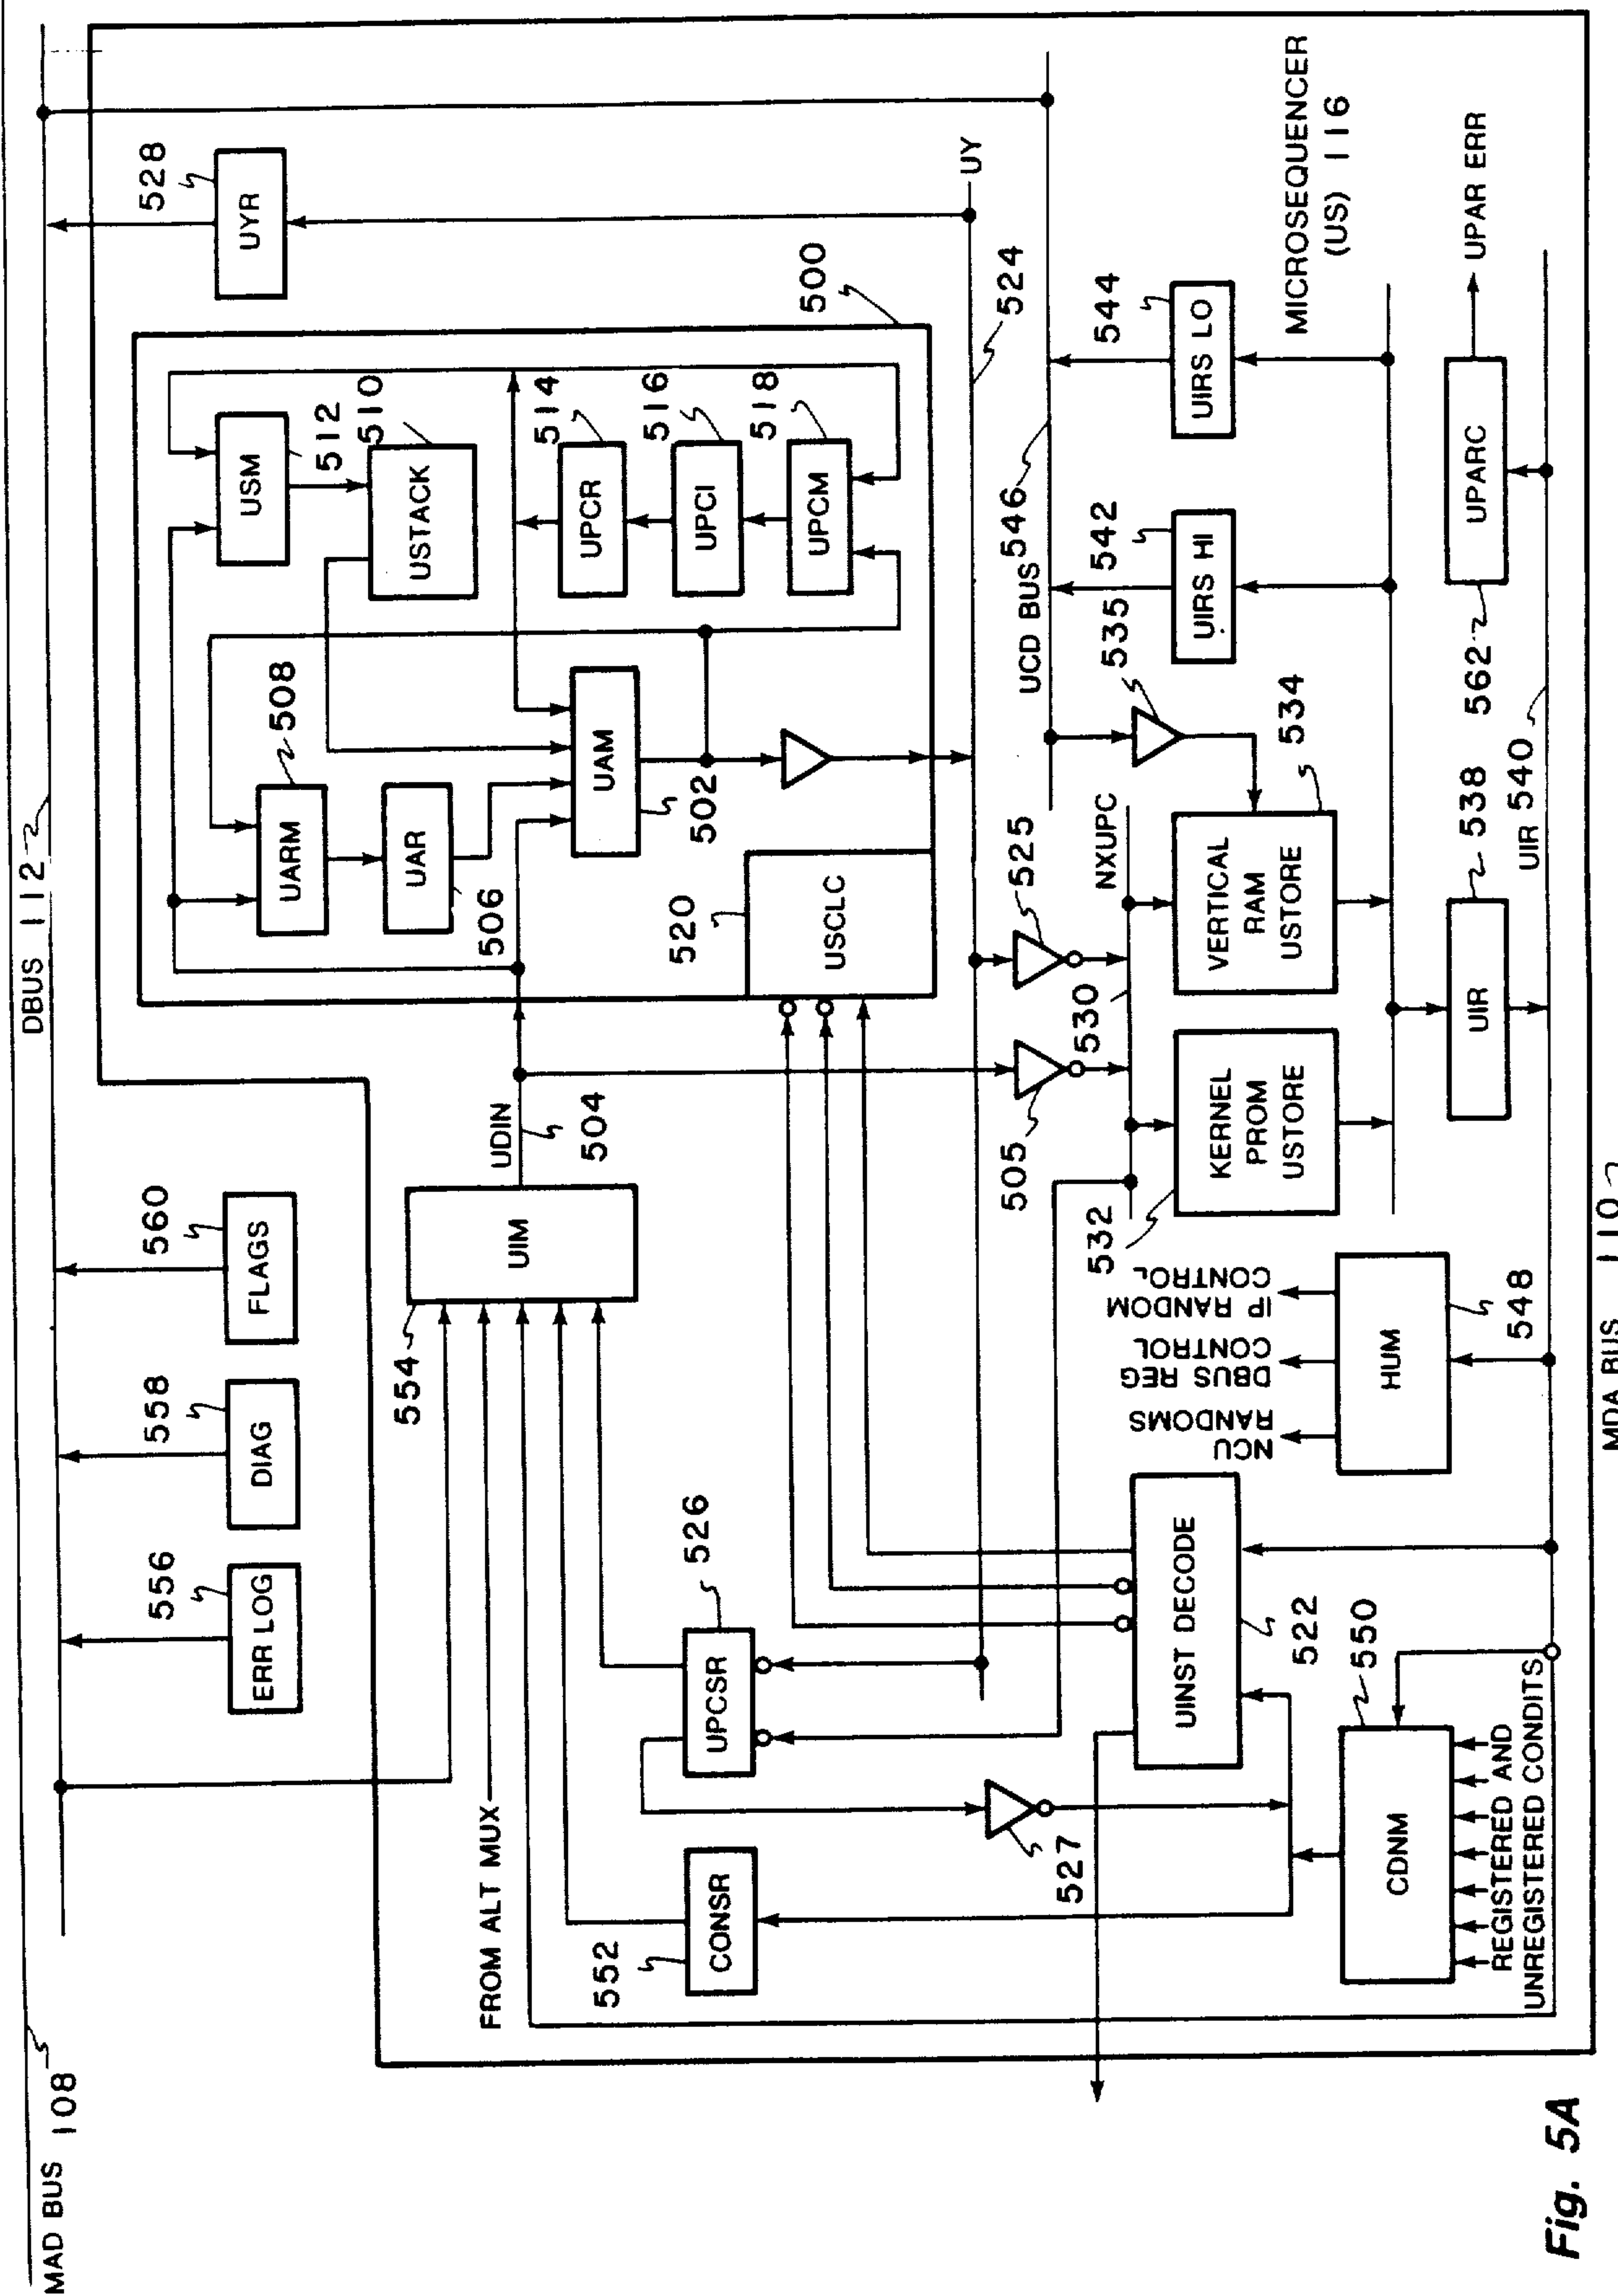 MAD BUS 108
DBUS 112
ERR LOG
556
DIAG
558
FLAGS
560
UYR
528
FROM ALT MUX
UIM
554
UDIN
504
UARM
508
UAR
506
USM
512
USTACK
510
UPCR
514
UPCI
516
UPCM
518
UAM
502
USCLC
520
500
UY
524
CONSR
552
UPCSR
526
527
505
525
NXUPC
530
UCD BUS 546
535
UINST DECODE
522
KERNEL
PROM
USTORE
532
VERTICAL
RAM
USTORE
534
UIRS HI
542
UIRS LO
544
MICROSEQUENCER
(US) 116
CDNM
550
REGISTERED AND
UNREGISTERED CONDITS
HUM
548
NCU
RANDOMS
DBUS REG
CONTROL
IP RANDOM
CONTROL
UIR
538
UIR 540
UPARC
562
UPAR ERR
MDA BUS 110
Fig. 5A